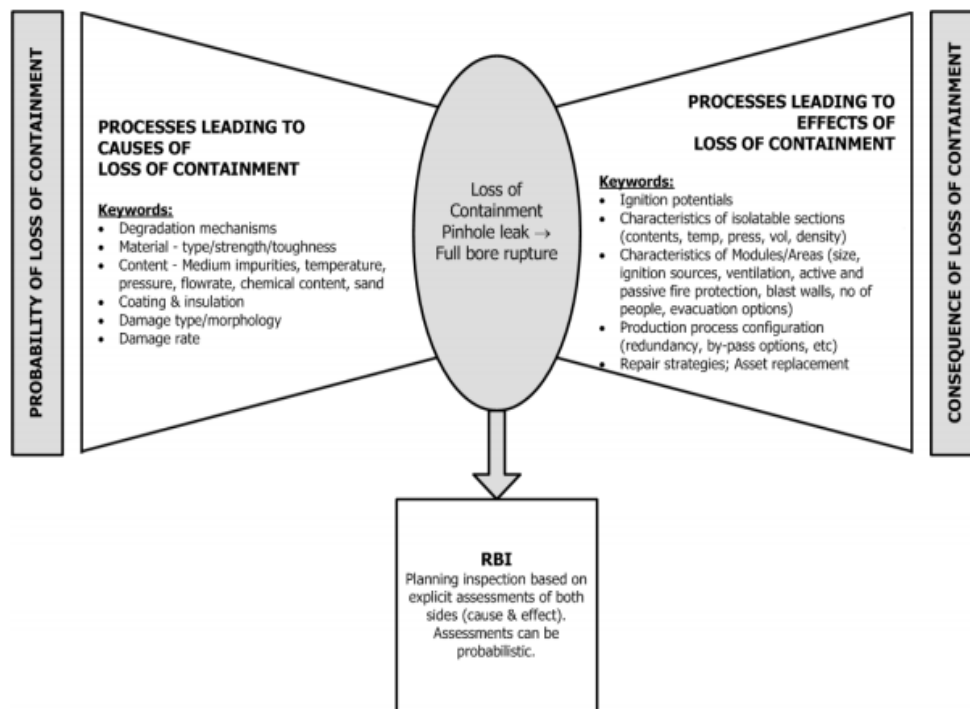 PROBABILITY OF LOSS OF CONTAINMENT
PROCESSES LEADING TO
CAUSES OF
LOSS OF CONTAINMENT
Keywords:
• Degradation mechanisms
• Material - type/strength/toughness
• Content - Medium impurities, temperature,
pressure, flowrate, chemical content, sand
• Coating & insulation
• Damage type/morphology
• Damage rate
Loss of
Containment
Pinhole leak →
Full bore rupture
PROCESSES LEADING TO
EFFECTS OF
LOSS OF CONTAINMENT
Keywords:
• Ignition potentials
• Characteristics of isolatable sections
(contents, temp, press, vol, density)
• Characteristics of Modules/Areas (size,
ignition sources, ventilation, active and
passive fire protection, blast walls, no of
people, evacuation options)
• Production process configuration
(redundancy, by-pass options, etc)
• Repair strategies; Asset replacement
CONSEQUENCE OF LOSS OF CONTAINMENT
RBI
Planning inspection based on
explicit assessments of both
sides (cause & effect).
Assessments can be
probabilistic.